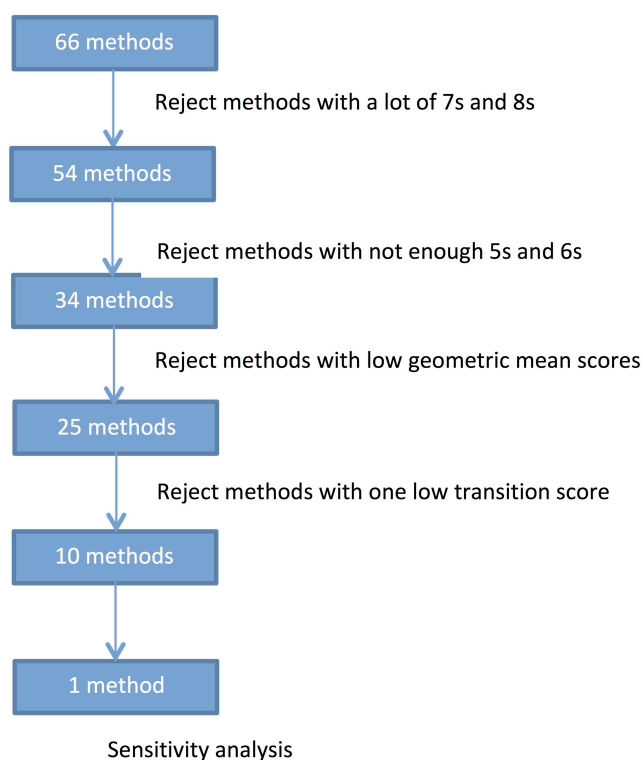 66 methods
Reject methods with a lot of 7s and 8s
54 methods
Reject methods with not enough 5s and 6s
34 methods
Reject methods with low geometric mean scores
25 methods
Reject methods with one low transition score
10 methods
1 method
Sensitivity analysis